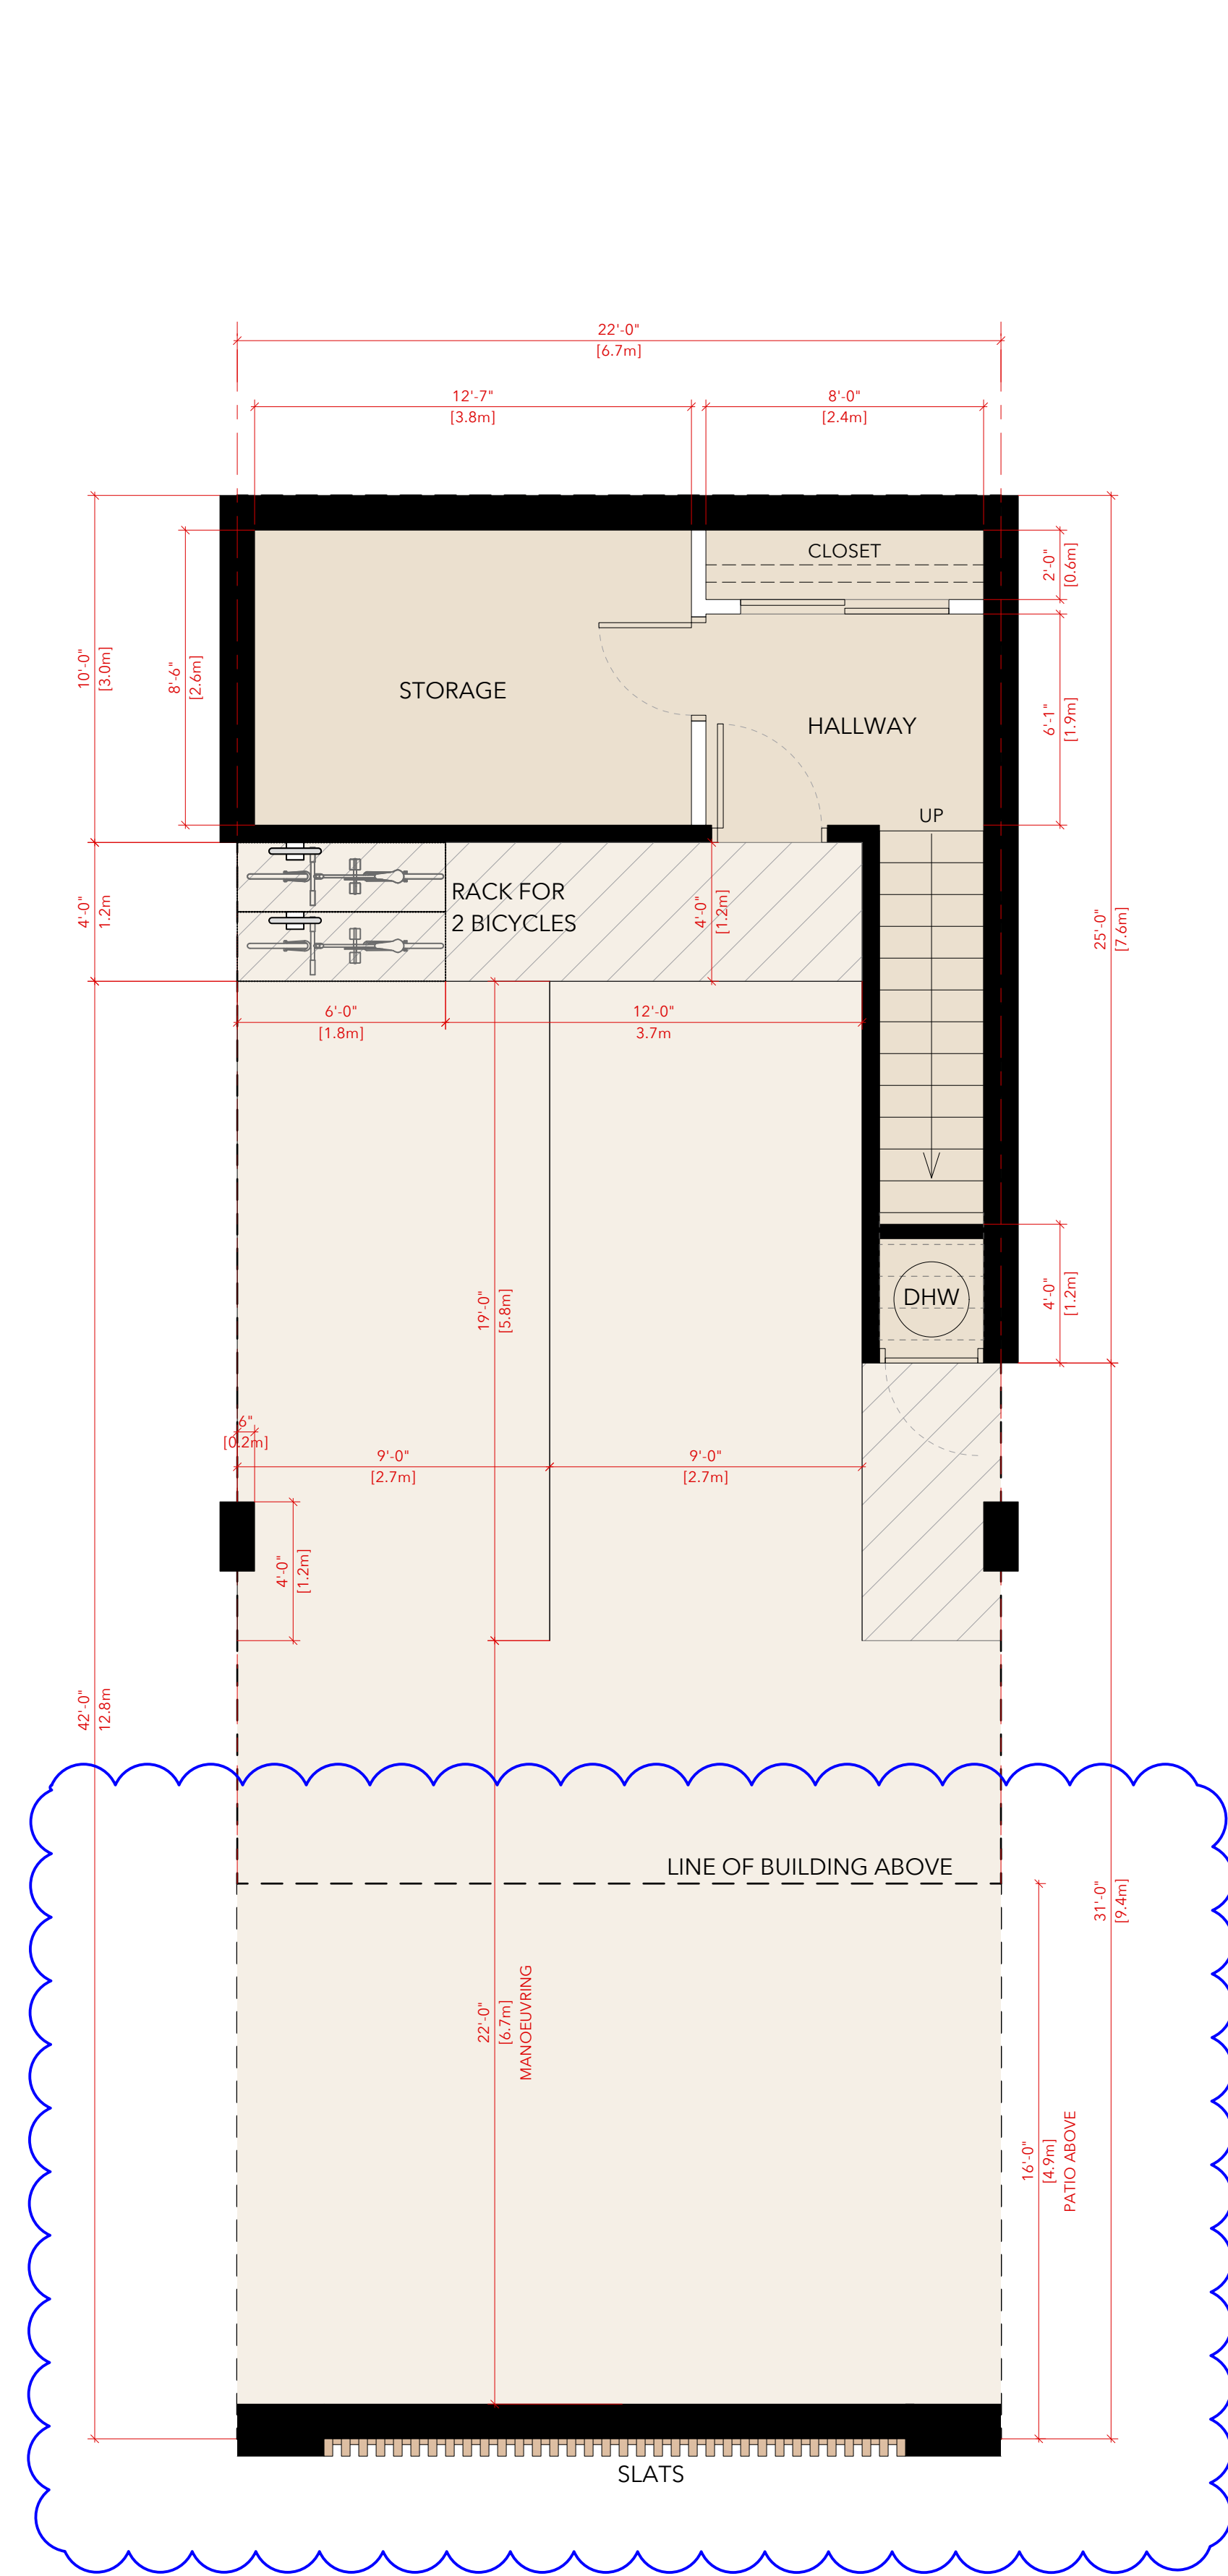 22'-0"
[6.7m]
12'-7"
[3.8m]
8'-0"
[2.4m]
CLOSET
2'-0"
[0.6m]
10'-0"
[3.0m]
8'-6"
[2.6m]
STORAGE
HALLWAY
6'-1"
[1.9m]
UP
RACK FOR
2 BICYCLES
4'-0"
1.2m
4'-0"
[1.2m]
25'-0"
[7.6m]
6'-0"
[1.8m]
12'-0"
3.7m
19'-0"
[5.8m]
DHW
4'-0"
[1.2m]
6"
[0.2m]
9'-0"
[2.7m]
9'-0"
[2.7m]
4'-0"
[1.2m]
42'-0"
12.8m
LINE OF BUILDING ABOVE
31'-0"
[9.4m]
22'-0"
[6.7m]
MANOEUVRING
16'-0"
[4.9m]
PATIO ABOVE
SLATS